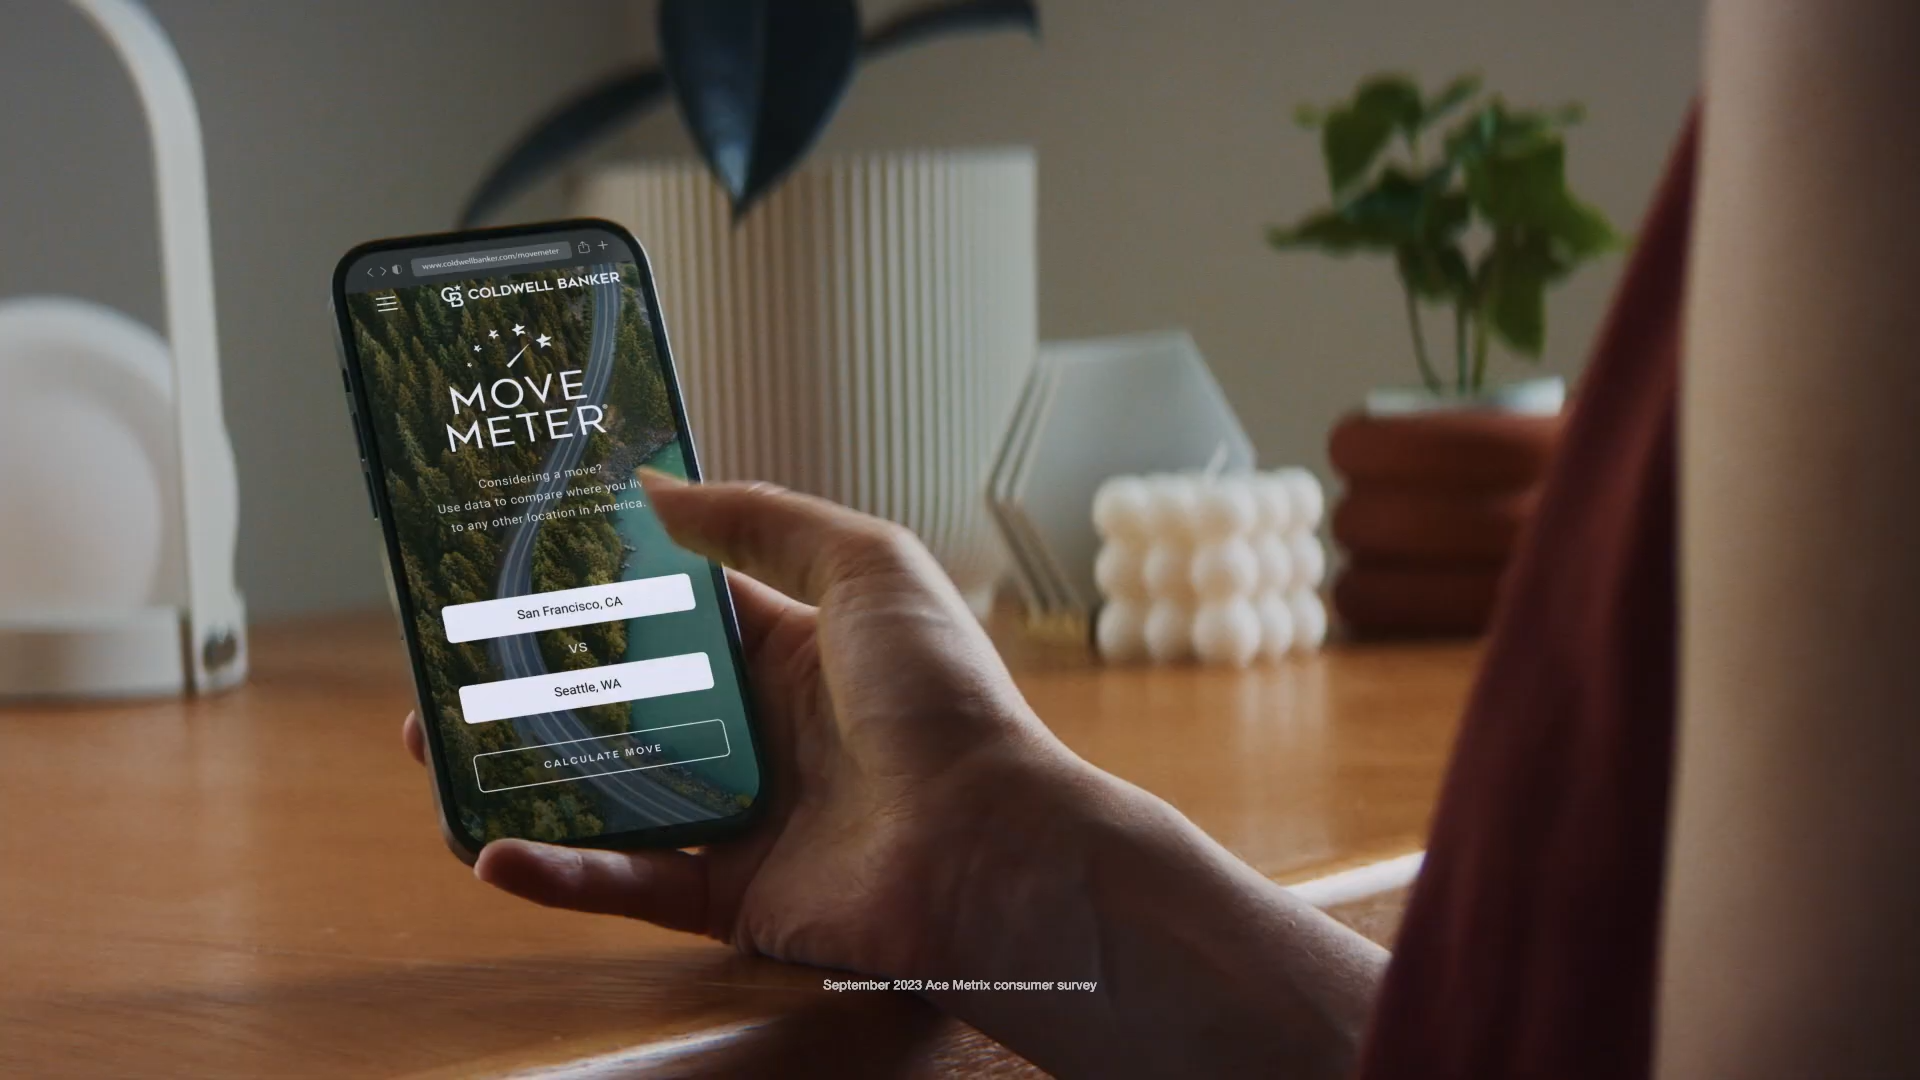 www.coldwellbanker.com/movemeter
CB COLDWELL BANKER
MOVE
METER®
Considering a move?
Use data to compare where you liv
to any other location in America.
San Francisco, CA
VS
Seattle, WA
CALCULATE MOVE
September 2023 Ace Metrix consumer survey